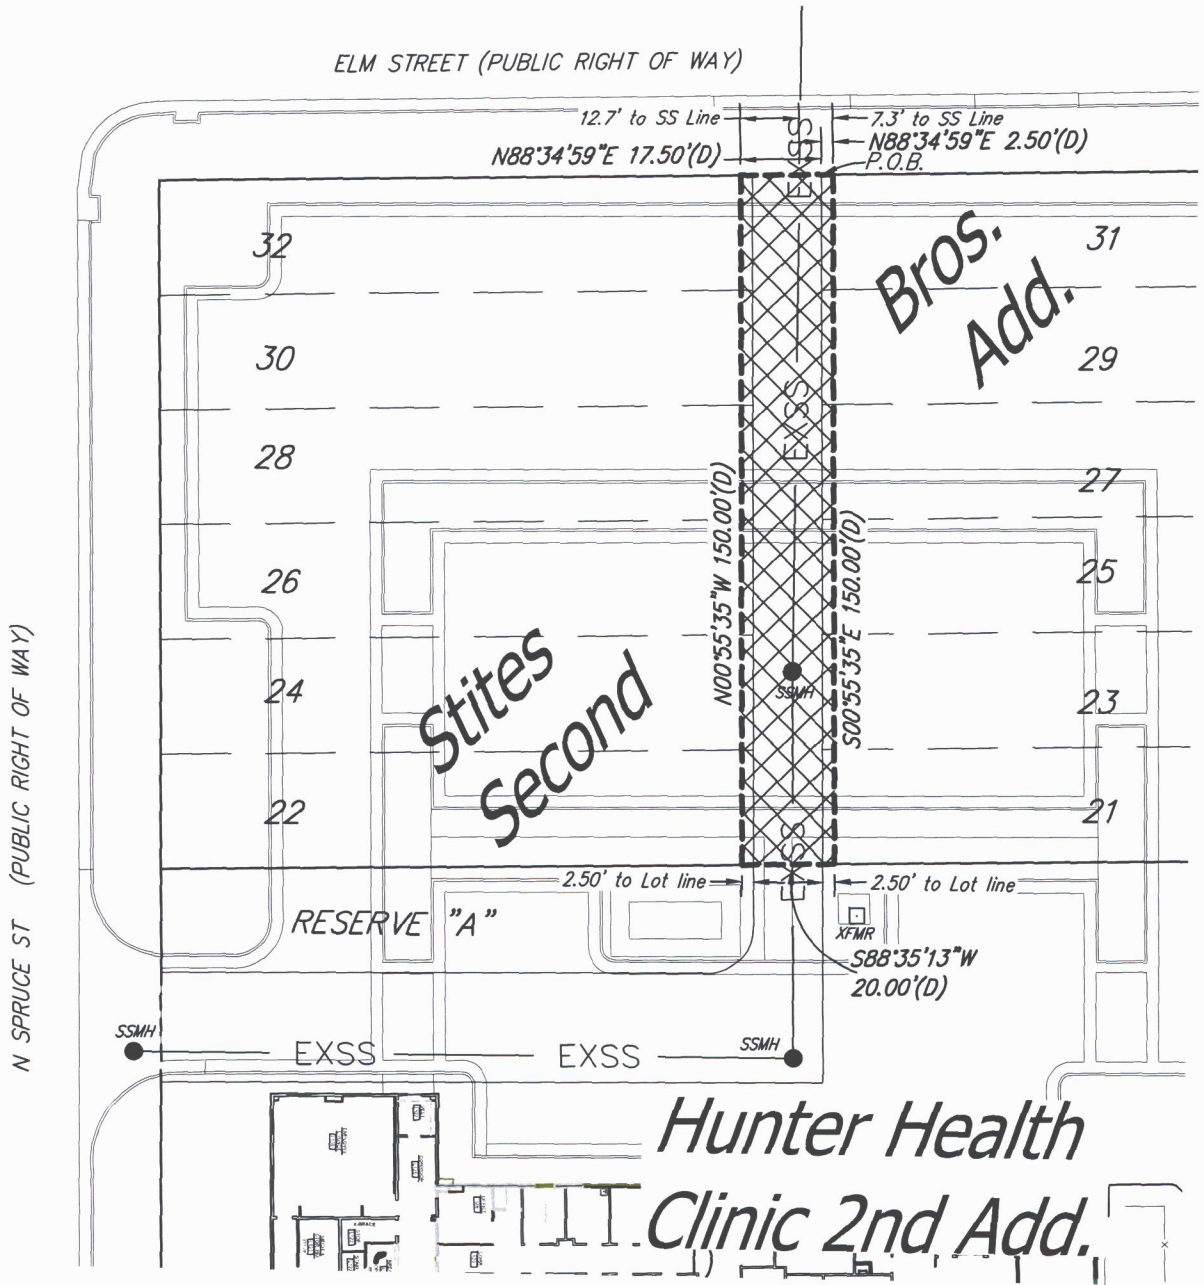 ELM STREET (PUBLIC RIGHT OF WAY)
12.7' to SS Line
7.3' to SS Line
N88°34'59"E 17.50'(D)
N88°34'59"E 2.50'(D)
P.O.B.
EXSS
32
31
Bros.
Add.
30
29
EXSS
28
27
N00°55'35"W 150.00'(D)
S00°55'35"E 150.00'(D)
26
25
Stites
Second
24
SSMH
23
22
21
EXSS
N SPRUCE ST (PUBLIC RIGHT OF WAY)
2.50' to Lot line
2.50' to Lot line
RESERVE "A"
XFMR
S88°35'13"W
20.00'(D)
SSMH
EXSS
EXSS
SSMH
Hunter Health
Clinic 2nd Add.